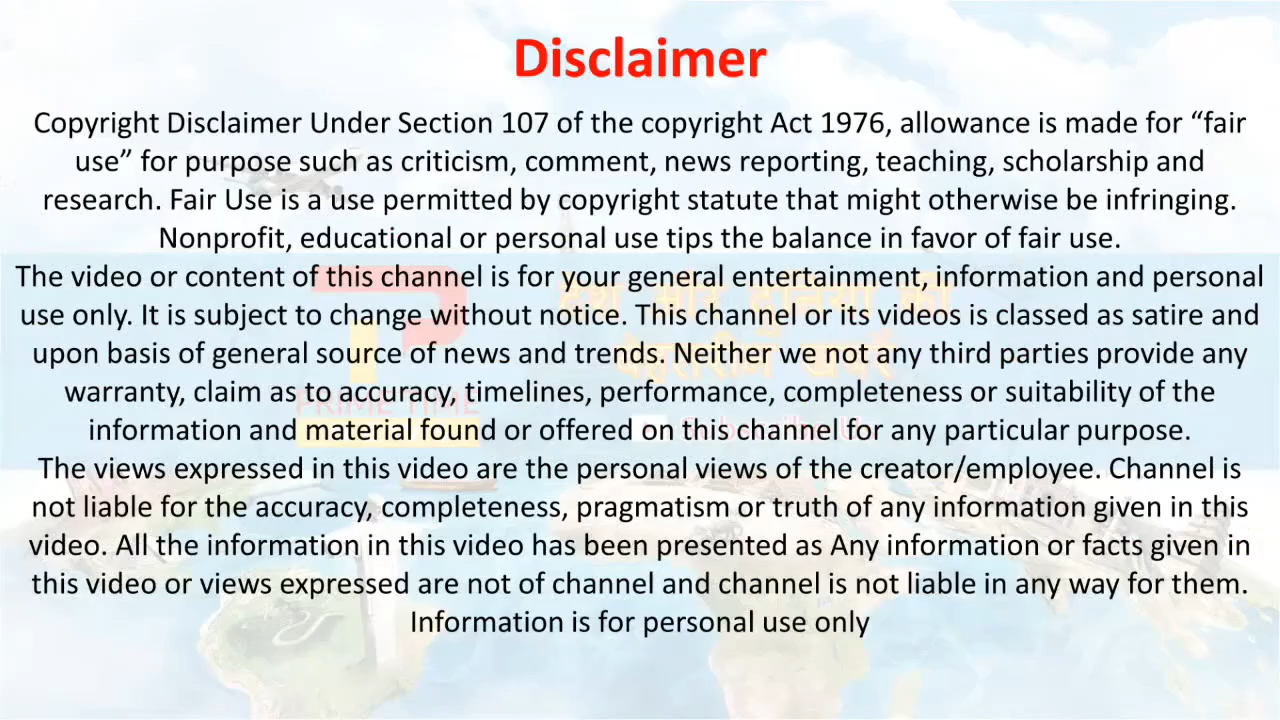 Disclaimer
Copyright Disclaimer Under Section 107 of the copyright Act 1976, allowance is made for “fair
use” for purpose such as criticism, comment, news reporting, teaching, scholarship and
research. Fair Use is a use permitted by copyright statute that might otherwise be infringing.
Nonprofit, educational or personal use tips the balance in favor of fair use.
The video or content of this channel is for your general entertainment, information and personal
use only. It is subject to change without notice. This channel or its videos is classed as satire and
upon basis of general source of news and trends. Neither we not any third parties provide any
warranty, claim as to accuracy, timelines, performance, completeness or suitability of the
information and material found or offered on this channel for any particular purpose.
The views expressed in this video are the personal views of the creator/employee. Channel is
not liable for the accuracy, completeness, pragmatism or truth of any information given in this
video. All the information in this video has been presented as Any information or facts given in
this video or views expressed are not of channel and channel is not liable in any way for them.
Information is for personal use only
देश और दुनिया की
बेहतरीन खबरें
PRIME TIME
Subscribe Us